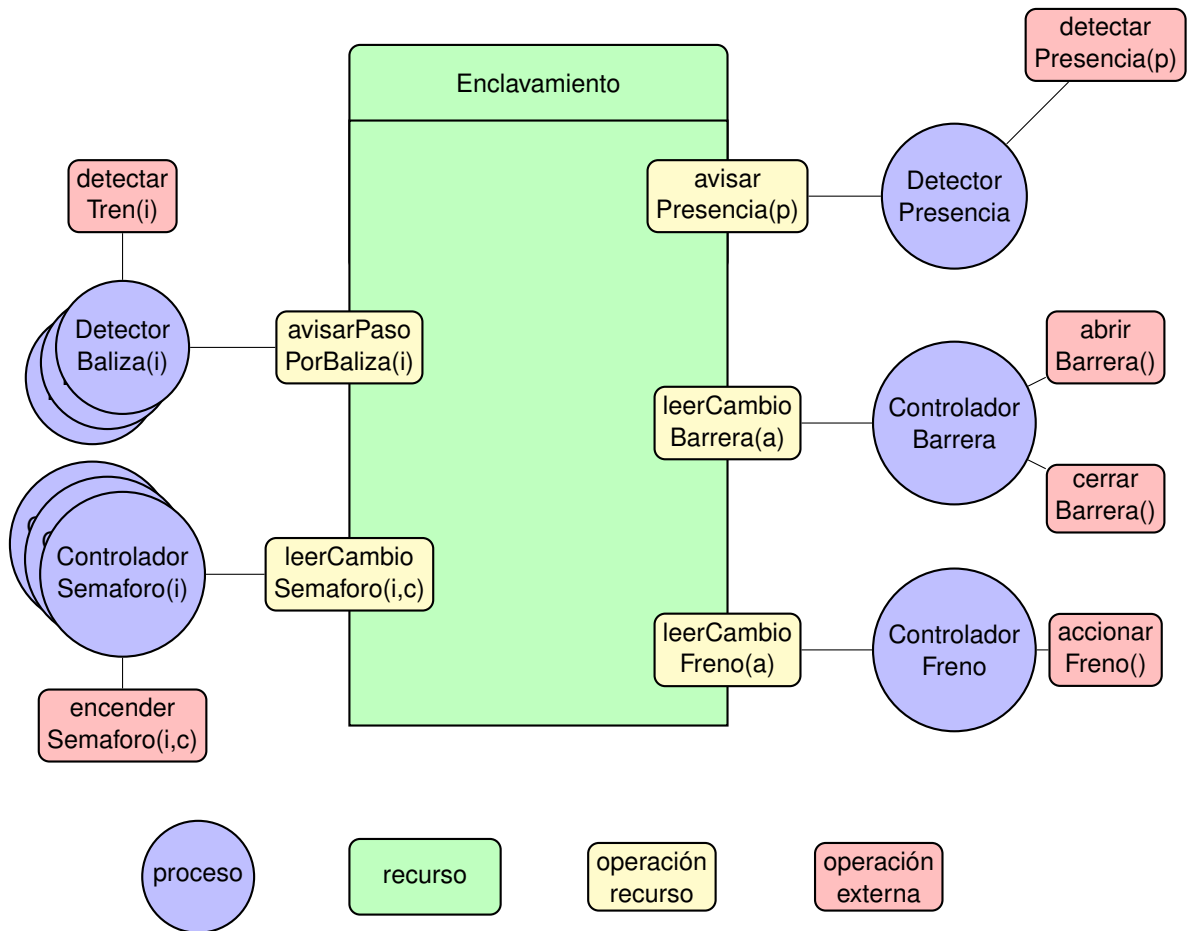 Enclavamiento
detectar
Presencia(p)
avisar
Presencia(p)
Detector
Presencia
detectar
Tren(i)
Detector
Baliza(i)
avisarPaso
PorBaliza(i)
leerCambio
Barrera(a)
Controlador
Barrera
abrir
Barrera()
cerrar
Barrera()
Controlador
Semaforo(i)
leerCambio
Semaforo(i,c)
encender
Semaforo(i,c)
leerCambio
Freno(a)
Controlador
Freno
accionar
Freno()
proceso
recurso
operación
recurso
operación
externa